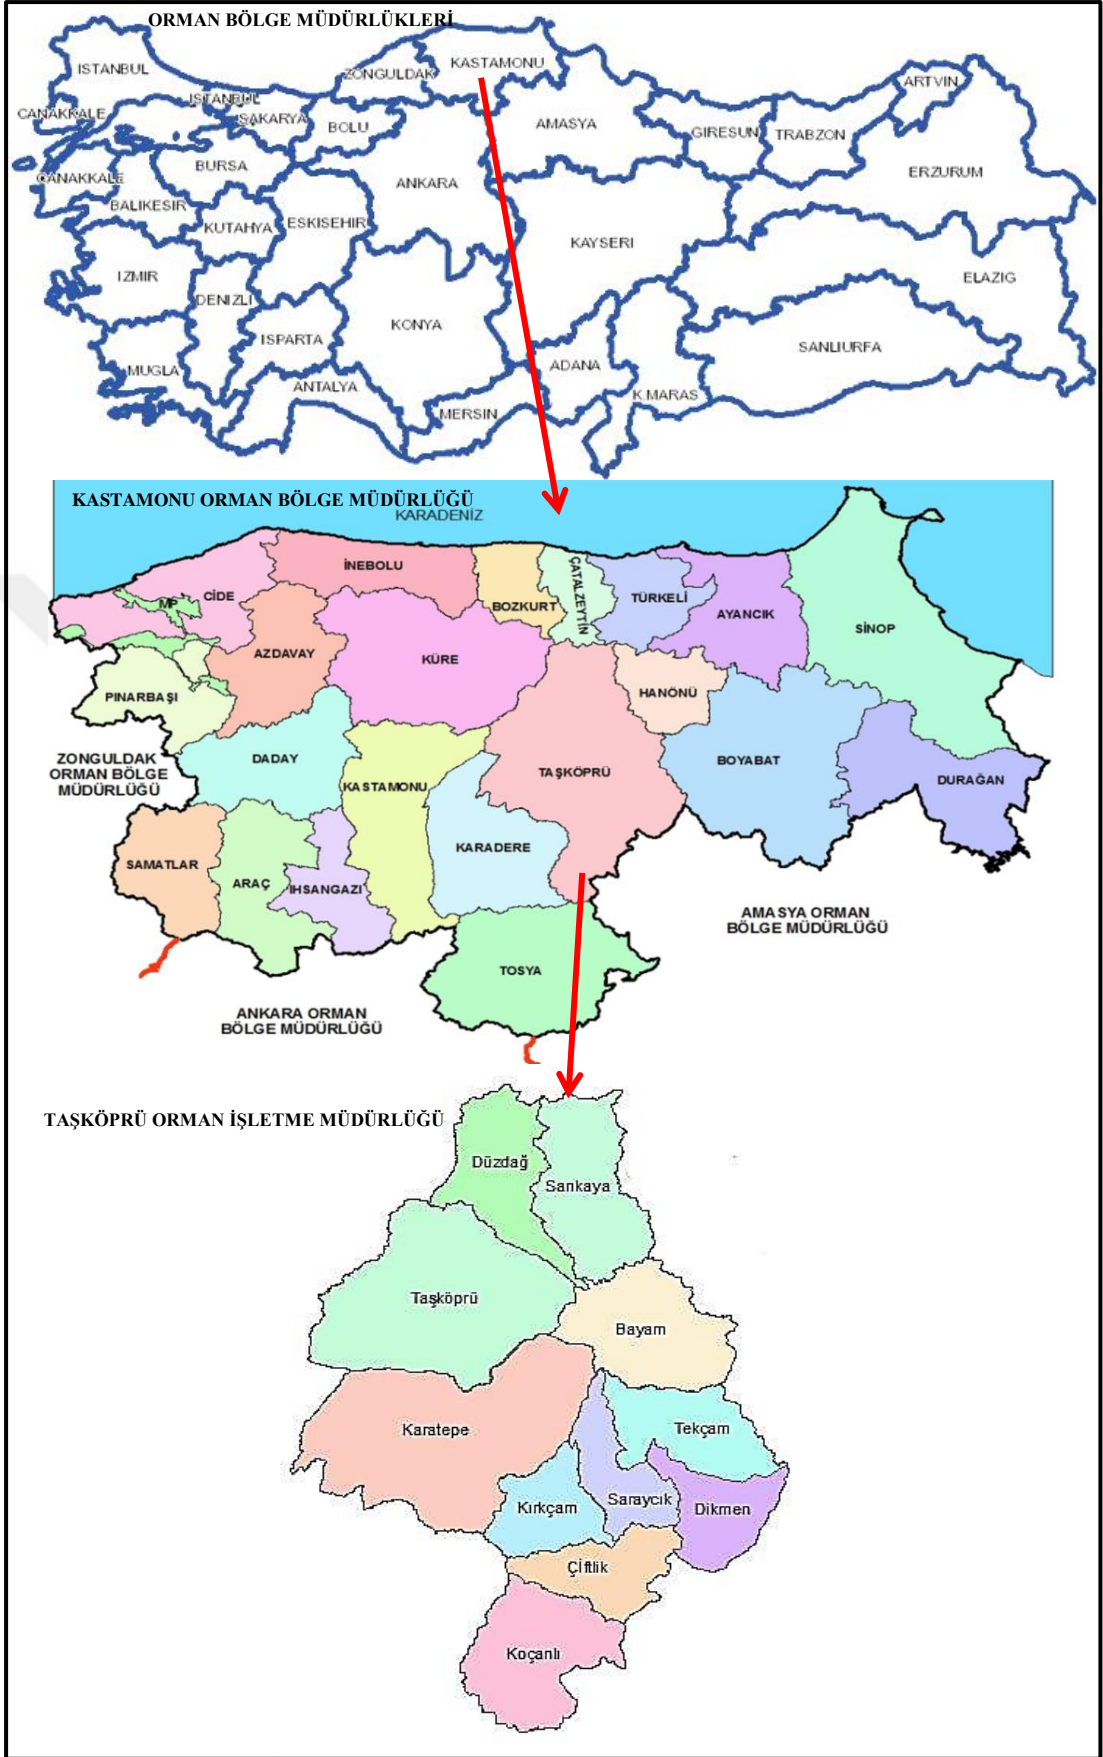 ORMAN BÖLGE MÜDÜRLÜKLERİ
ISTANBUL
ZONGULDAK
KASTAMONU
ARTVIN
CANAKKALE
ISTANBUL
SAKARYA
BOLU
AMASYA
GIRESUN
TRABZON
CANAKKALE
BURSA
ANKARA
ERZURUM
BALIKESIR
KUTAHYA
ESKISEHIR
KAYSERI
IZMIR
DENIZLI
ELAZIG
ISPARTA
KONYA
SANLIURFA
MUGLA
ANTALYA
ADANA
MERSIN
K.MARAS
KASTAMONU ORMAN BÖLGE MÜDÜRLÜĞÜ
KARADENİZ
İNEBOLU
CİDE
MP
BOZKURT
ÇATALZEYTİN
TÜRKELİ
AYANCIK
SİNOP
AZDAVAY
KÜRE
PINARBAŞI
HANÖNÜ
ZONGULDAK
ORMAN BÖLGE
MÜDÜRLÜĞÜ
DADAY
KASTAMONU
TAŞKÖPRÜ
BOYABAT
DURAĞAN
SAMATLAR
ARAÇ
IHSANGAZI
KARADERE
AMASYA ORMAN
BÖLGE MÜDÜRLÜĞÜ
TOSYA
ANKARA ORMAN
BÖLGE MÜDÜRLÜĞÜ
TAŞKÖPRÜ ORMAN İŞLETME MÜDÜRLÜĞÜ
Düzdağ
Sarıkaya
Taşköprü
Bayam
Karatepe
Tekçam
Kırkçam
Saraycık
Dikmen
Çiftlik
Koçanlı